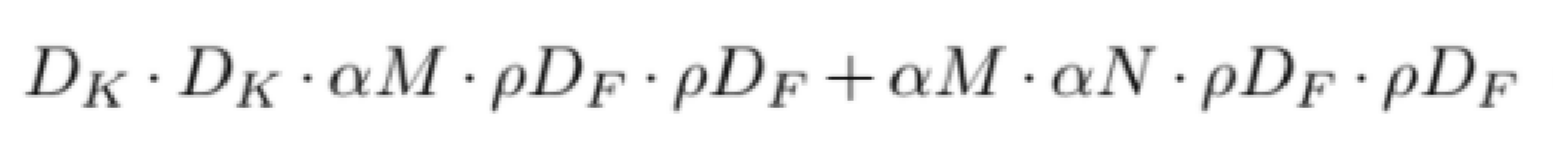 D_K · D_K · αM · ρD_F · ρD_F + αM · αN · ρD_F · ρD_F